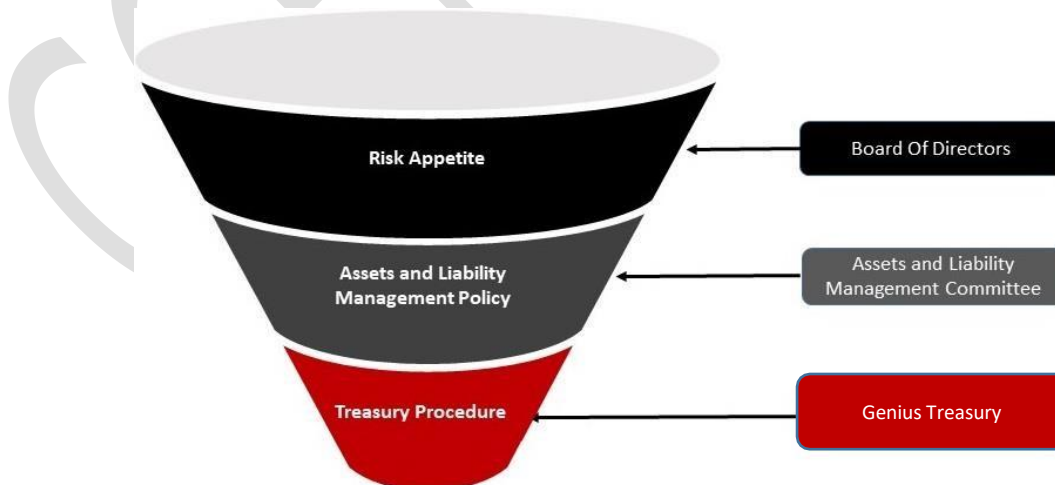 Risk Appetite
Board Of Directors
Assets and Liability
Management Policy
Assets and Liability
Management Committee
Treasury Procedure
Genius Treasury